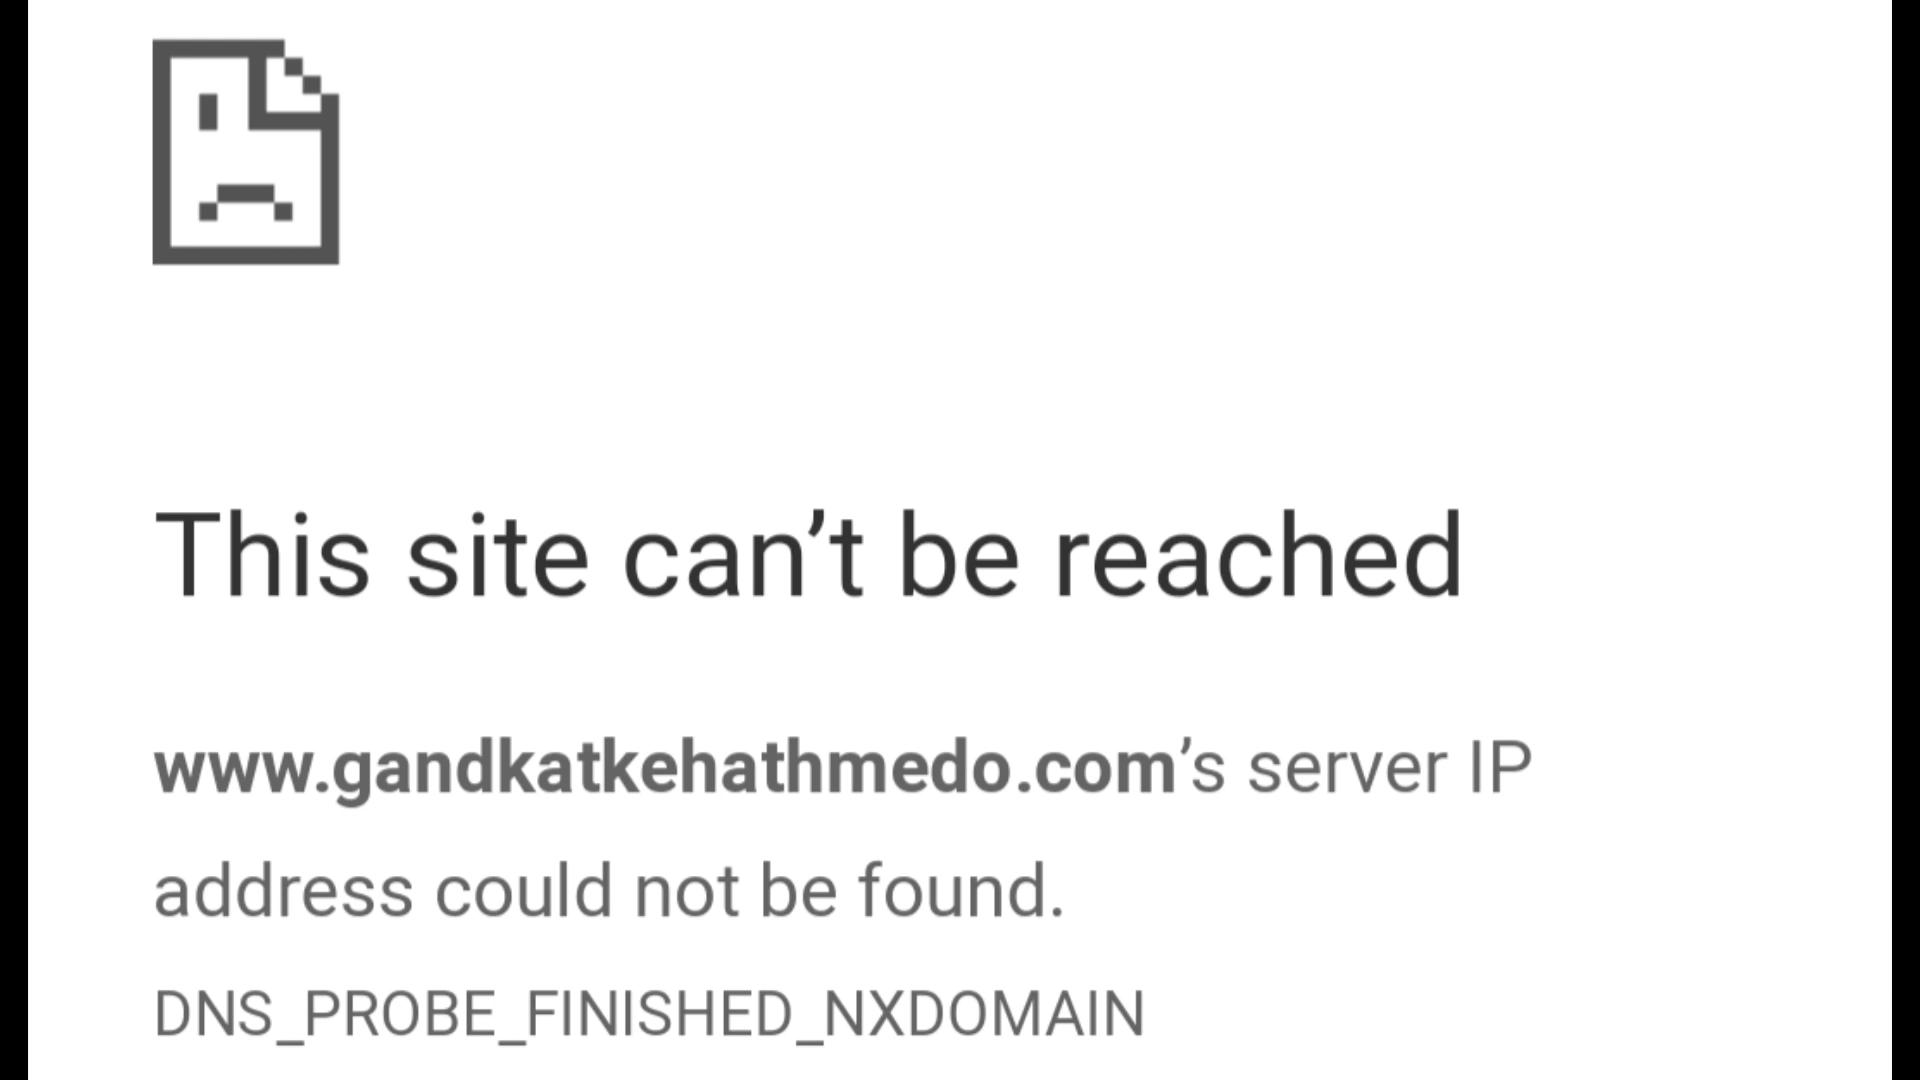 This site can’t be reached
www.gandkatkehathmedo.com’s server IP
address could not be found.
DNS_PROBE_FINISHED_NXDOMAIN